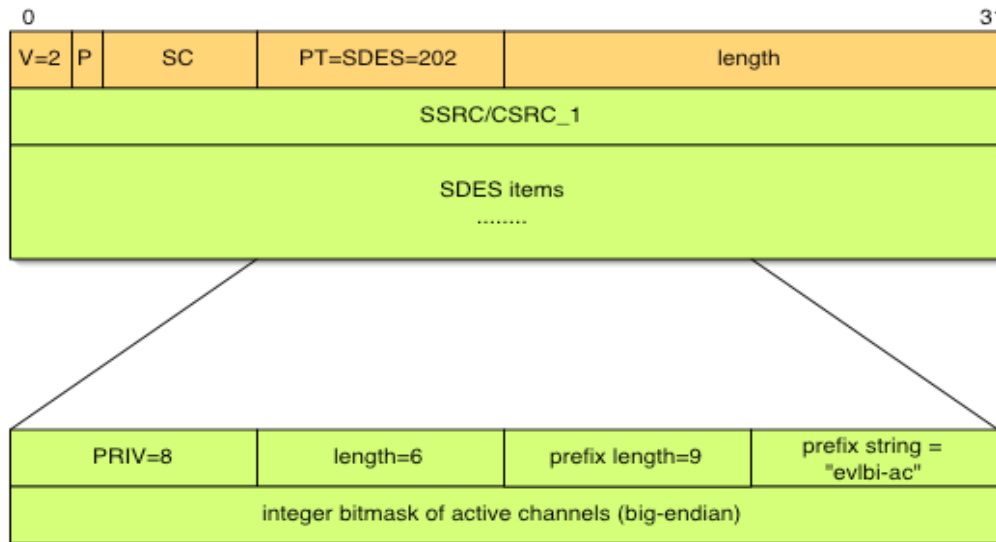 0 31
V=2 P SC PT=SDES=202 length
SSRC/CSRC_1
SDES items
........
PRIV=8 length=6 prefix length=9 prefix string =
"evlbi-ac"
integer bitmask of active channels (big-endian)